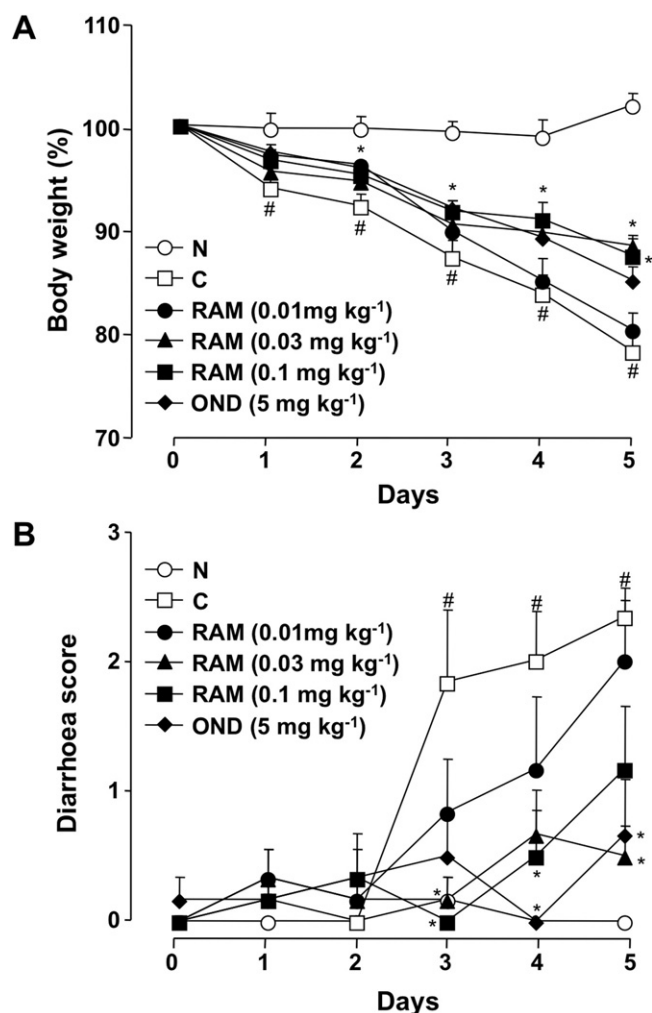 A
110
100
90
80
70
Body weight (%)
*
*
*
*
*
#
#
#
#
#
N
C
RAM (0.01mg kg⁻¹)
RAM (0.03 mg kg⁻¹)
RAM (0.1 mg kg⁻¹)
OND (5 mg kg⁻¹)
0 1 2 3 4 5
Days
B
3
2
1
0
Diarrhoea score
N
C
RAM (0.01mg kg⁻¹)
RAM (0.03 mg kg⁻¹)
RAM (0.1 mg kg⁻¹)
OND (5 mg kg⁻¹)
# # #
*
*
*
*
*
*
0 1 2 3 4 5
Days